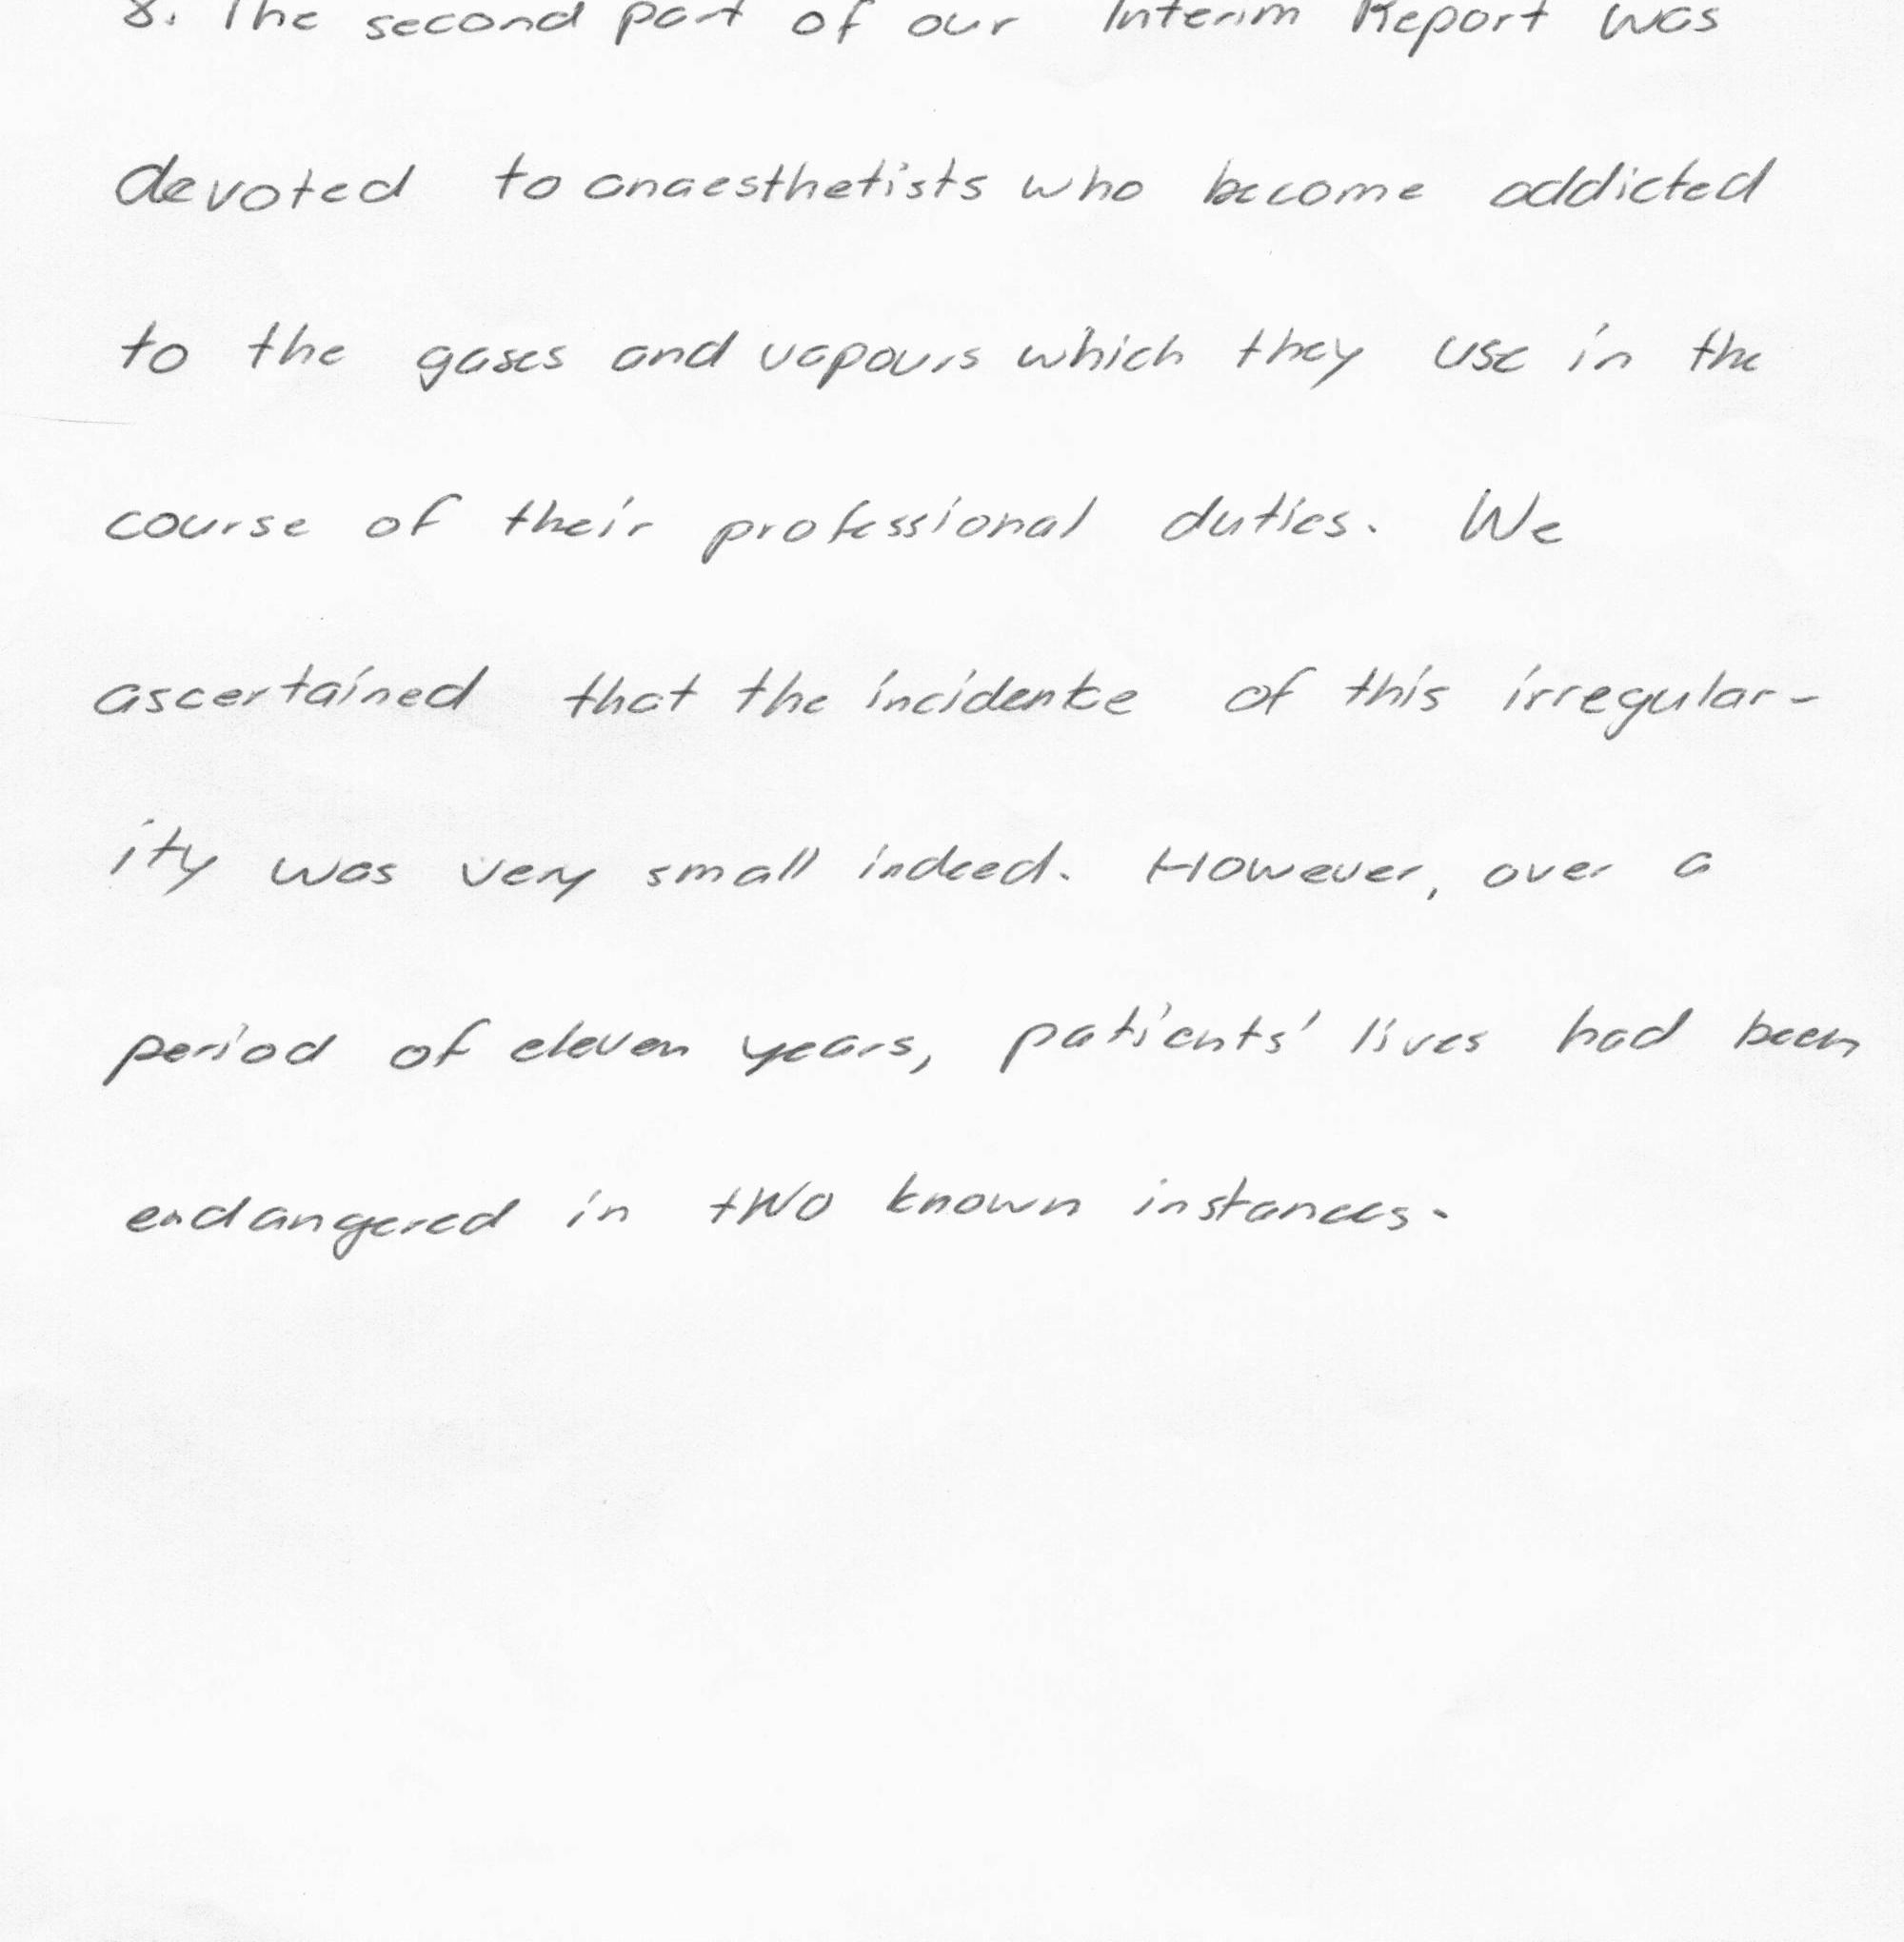 8. The second part of our Interim Report was
devoted to anaesthetists who become addicted
to the gases and vapours which they use in the
course of their professional duties. We
ascertained that the incidence of this irregular-
ity was very small indeed. However, over a
period of eleven years, patients' lives had been
endangered in two known instances.